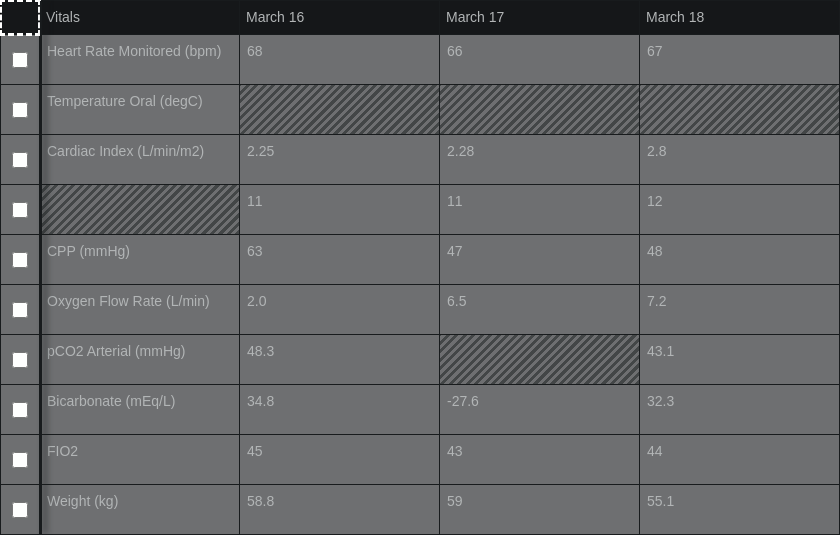 Vitals March 16 March 17 March 18
Heart Rate Monitored (bpm) 68 66 67
Temperature Oral (degC)
Cardiac Index (L/min/m2) 2.25 2.28 2.8
11 11 12
CPP (mmHg) 63 47 48
Oxygen Flow Rate (L/min) 2.0 6.5 7.2
pCO2 Arterial (mmHg) 48.3 43.1
Bicarbonate (mEq/L) 34.8 -27.6 32.3
FIO2 45 43 44
Weight (kg) 58.8 59 55.1